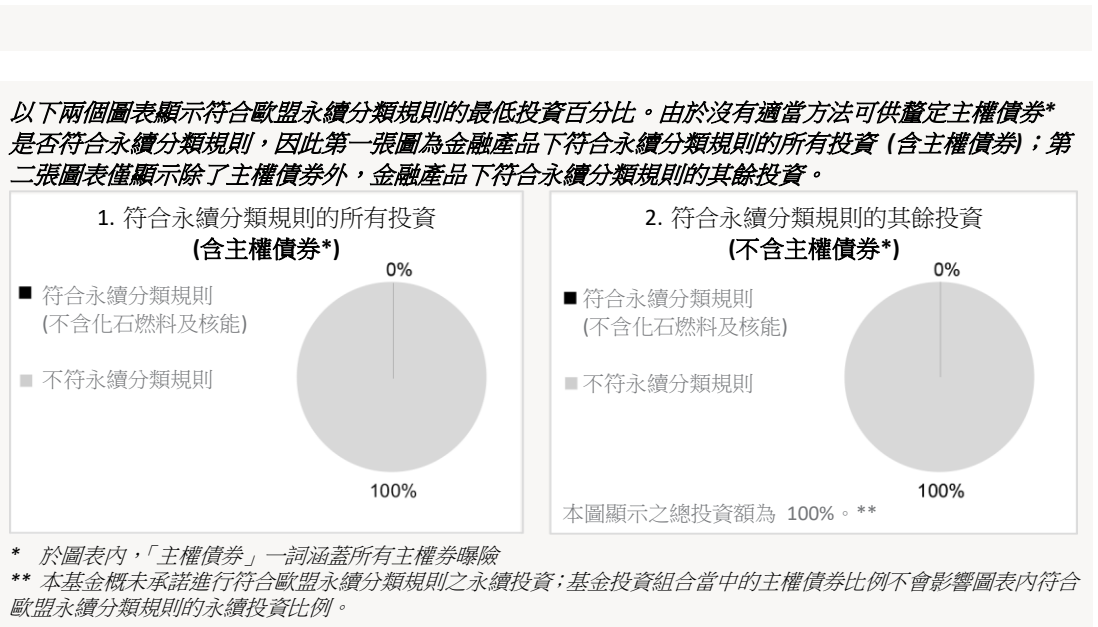 以下兩個圖表顯示符合歐盟永續分類規則的最低投資百分比。由於沒有適當方法可供釐定主權債券*
是否符合永續分類規則，因此第一張圖為金融產品下符合永續分類規則的所有投資 (含主權債券)；第
二張圖表僅顯示除了主權債券外，金融產品下符合永續分類規則的其餘投資。
1. 符合永續分類規則的所有投資
(含主權債券*)
0%
符合永續分類規則
(不含化石燃料及核能)
不符永續分類規則
100%
2. 符合永續分類規則的其餘投資
(不含主權債券*)
0%
符合永續分類規則
(不含化石燃料及核能)
不符永續分類規則
100%
本圖顯示之總投資額為 100%。**
* 於圖表內，「主權債券」一詞涵蓋所有主權券曝險
** 本基金概未承諾進行符合歐盟永續分類規則之永續投資；基金投資組合當中的主權債券比例不會影響圖表內符合
歐盟永續分類規則的永續投資比例。